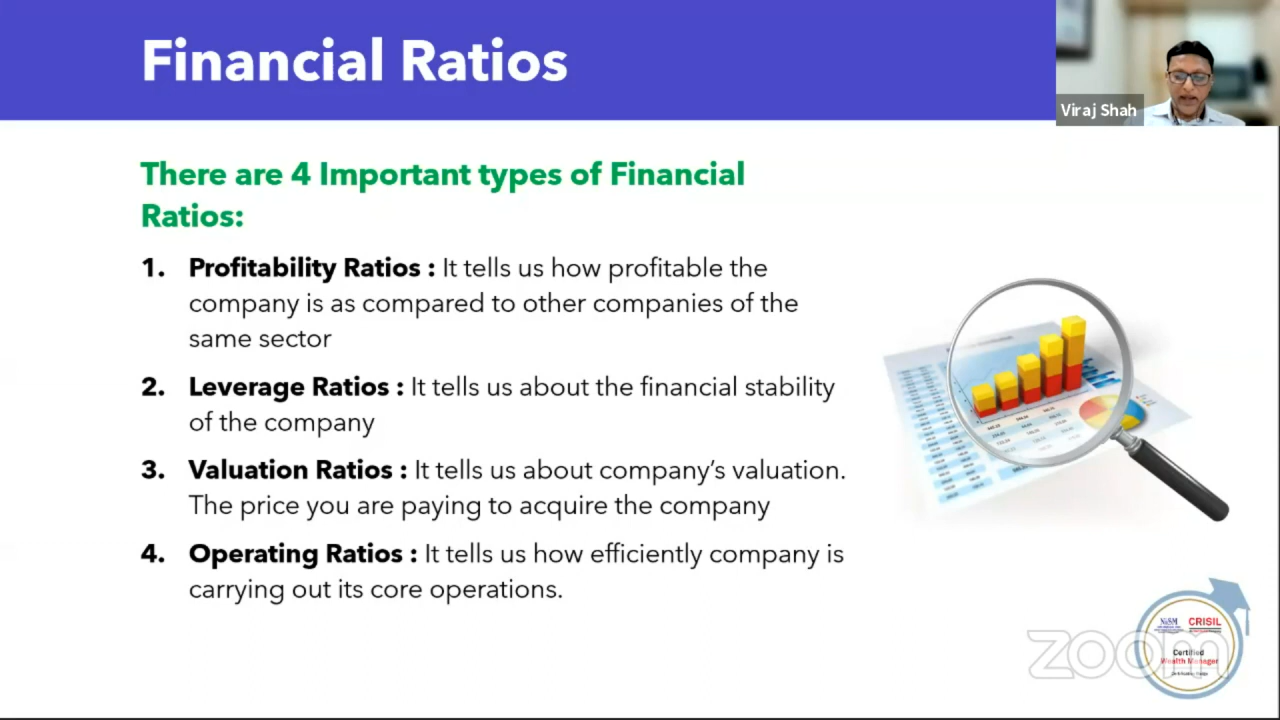 Financial Ratios
Viraj Shah
There are 4 Important types of Financial
Ratios:
1. Profitability Ratios : It tells us how profitable the
company is as compared to other companies of the
same sector
2. Leverage Ratios : It tells us about the financial stability
of the company
3. Valuation Ratios : It tells us about company’s valuation.
The price you are paying to acquire the company
4. Operating Ratios : It tells us how efficiently company is
carrying out its core operations.
NISM CRISIL
zoom
Certified
Wealth Manager